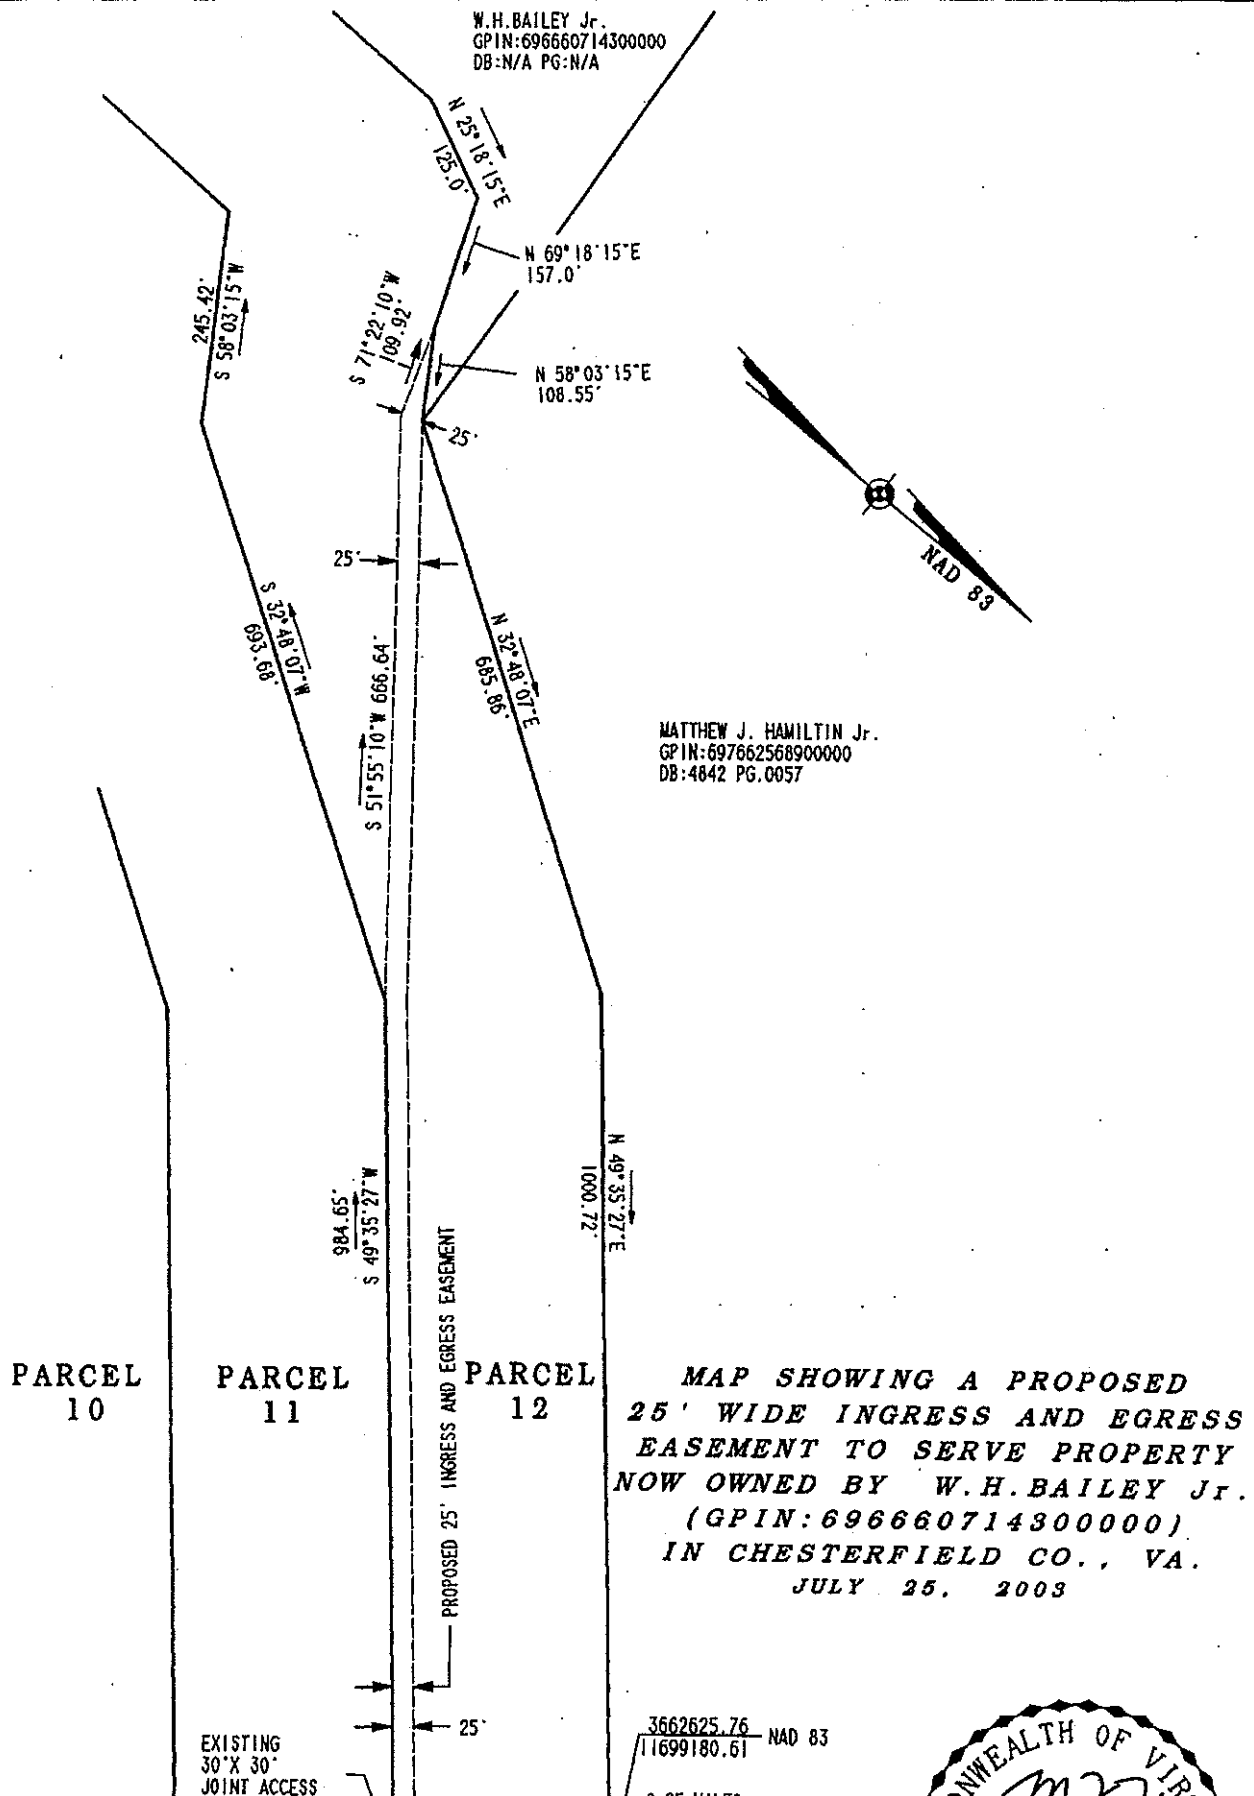 W.H.BAILEY Jr.
GPIN:696660714300000
DB:N/A PG:N/A
N 25°18'15"E
125.0'
N 69°18'15"E
157.0'
245.42'
S 58°03'15"W
S 71°22'10"W
109.92'
N 58°03'15"E
108.55'
25'
25'
NAD 83
S 32°48'07"W
693.68'
N 32°48'07"E
685.86'
S 51°55'10"W 666.64'
MATTHEW J. HAMILTIN Jr.
GPIN:697662568900000
DB:4842 PG.0057
984.65'
S 49°35'27"W
N 49°35'27"E
1000.72'
PROPOSED 25' INGRESS AND EGRESS EASEMENT
PARCEL
10
PARCEL
11
PARCEL
12
MAP SHOWING A PROPOSED
25' WIDE INGRESS AND EGRESS
EASEMENT TO SERVE PROPERTY
NOW OWNED BY W.H.BAILEY Jr.
(GPIN:696660714300000)
IN CHESTERFIELD CO., VA.
JULY 25, 2003
25'
EXISTING
30'X 30'
JOINT ACCESS
3662625.76
11699180.61
NAD 83
OF